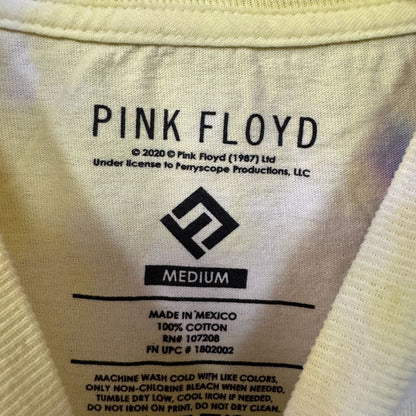 PINK FLOYD
© 2020 © Pink Floyd (1987) Ltd
Under license to Perryscope Productions, LLC
MEDIUM
MADE IN MEXICO
100% COTTON
RN# 107208
FN UPC # 1802002
MACHINE WASH COLD WITH LIKE COLORS,
ONLY NON-CHLORINE BLEACH WHEN NEEDED,
TUMBLE DRY LOW, COOL IRON IF NEEDED,
DO NOT IRON ON PRINT, DO NOT DRY CLEAN.